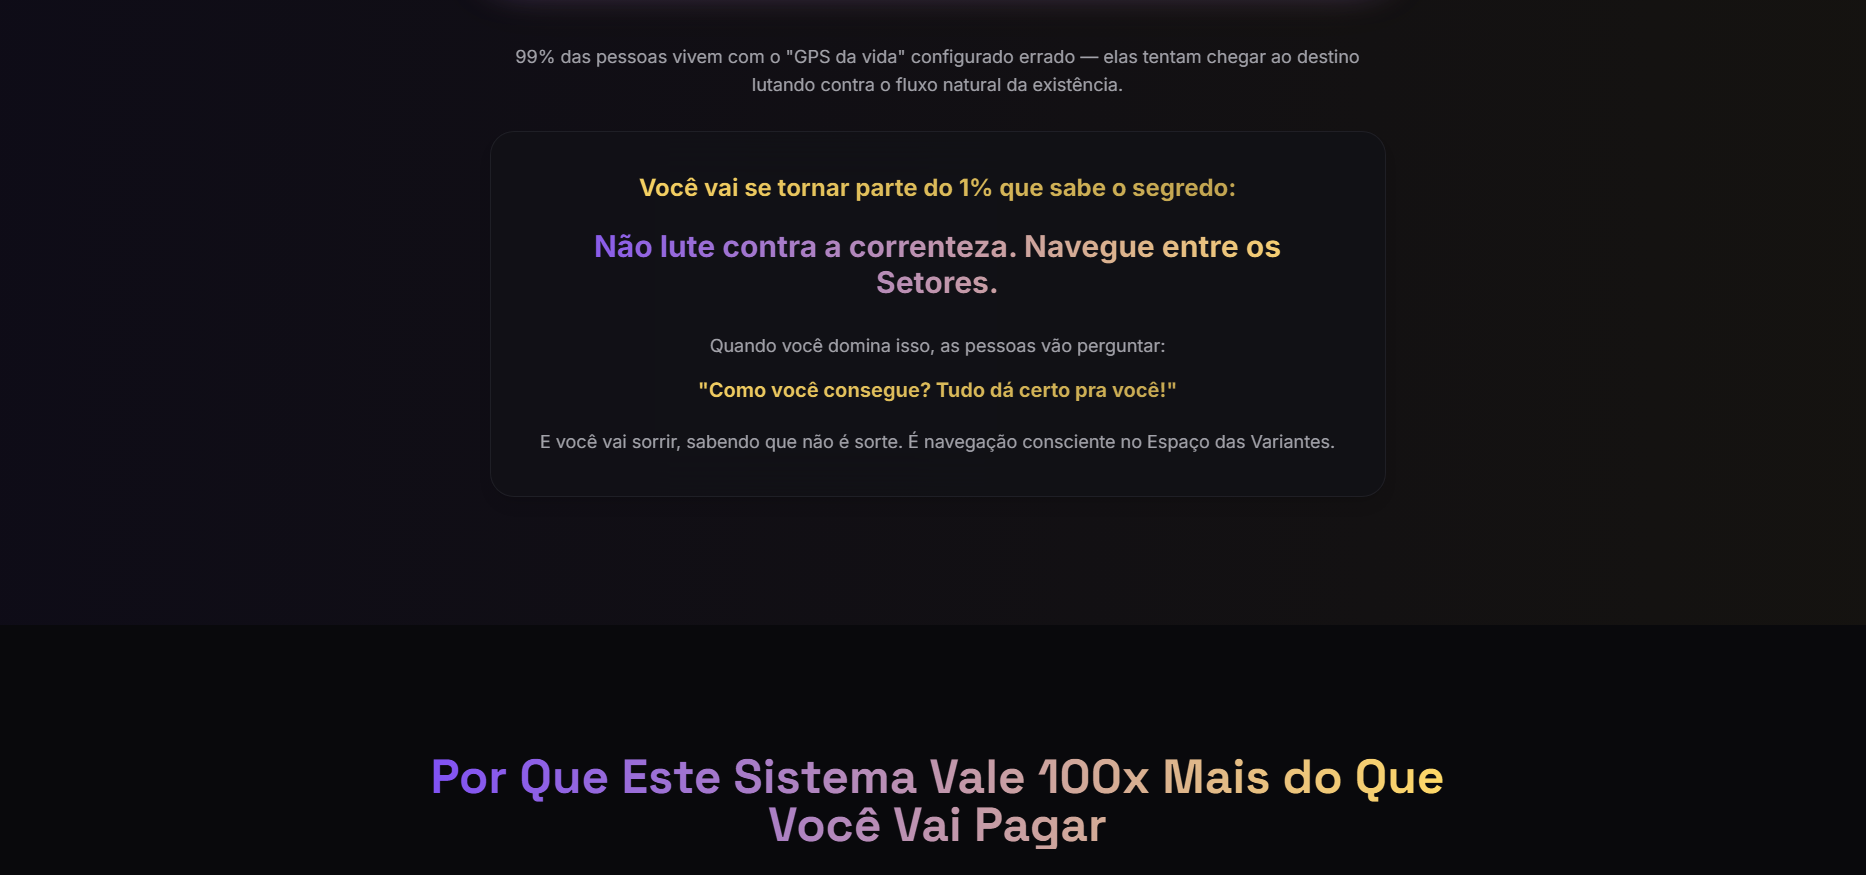 99% das pessoas vivem com o "GPS da vida" configurado errado — elas tentam chegar ao destino
lutando contra o fluxo natural da existência.
Você vai se tornar parte do 1% que sabe o segredo:
Não lute contra a correnteza. Navegue entre os
Setores.
Quando você domina isso, as pessoas vão perguntar:
"Como você consegue? Tudo dá certo pra você!"
E você vai sorrir, sabendo que não é sorte. É navegação consciente no Espaço das Variantes.
Por Que Este Sistema Vale 100x Mais do Que
Você Vai Pagar